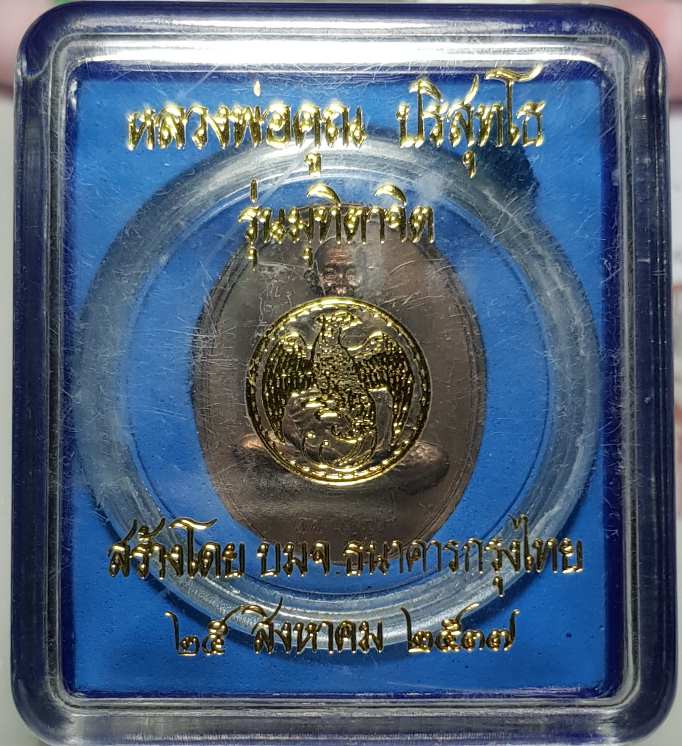 หลวงพ่อคูณ ปริสุทโธ
รุ่นมุทิตาจิต
สร้างโดย บมจ.ธนาคารกรุงไทย
๒๕ สิงหาคม ๒๕๓๗